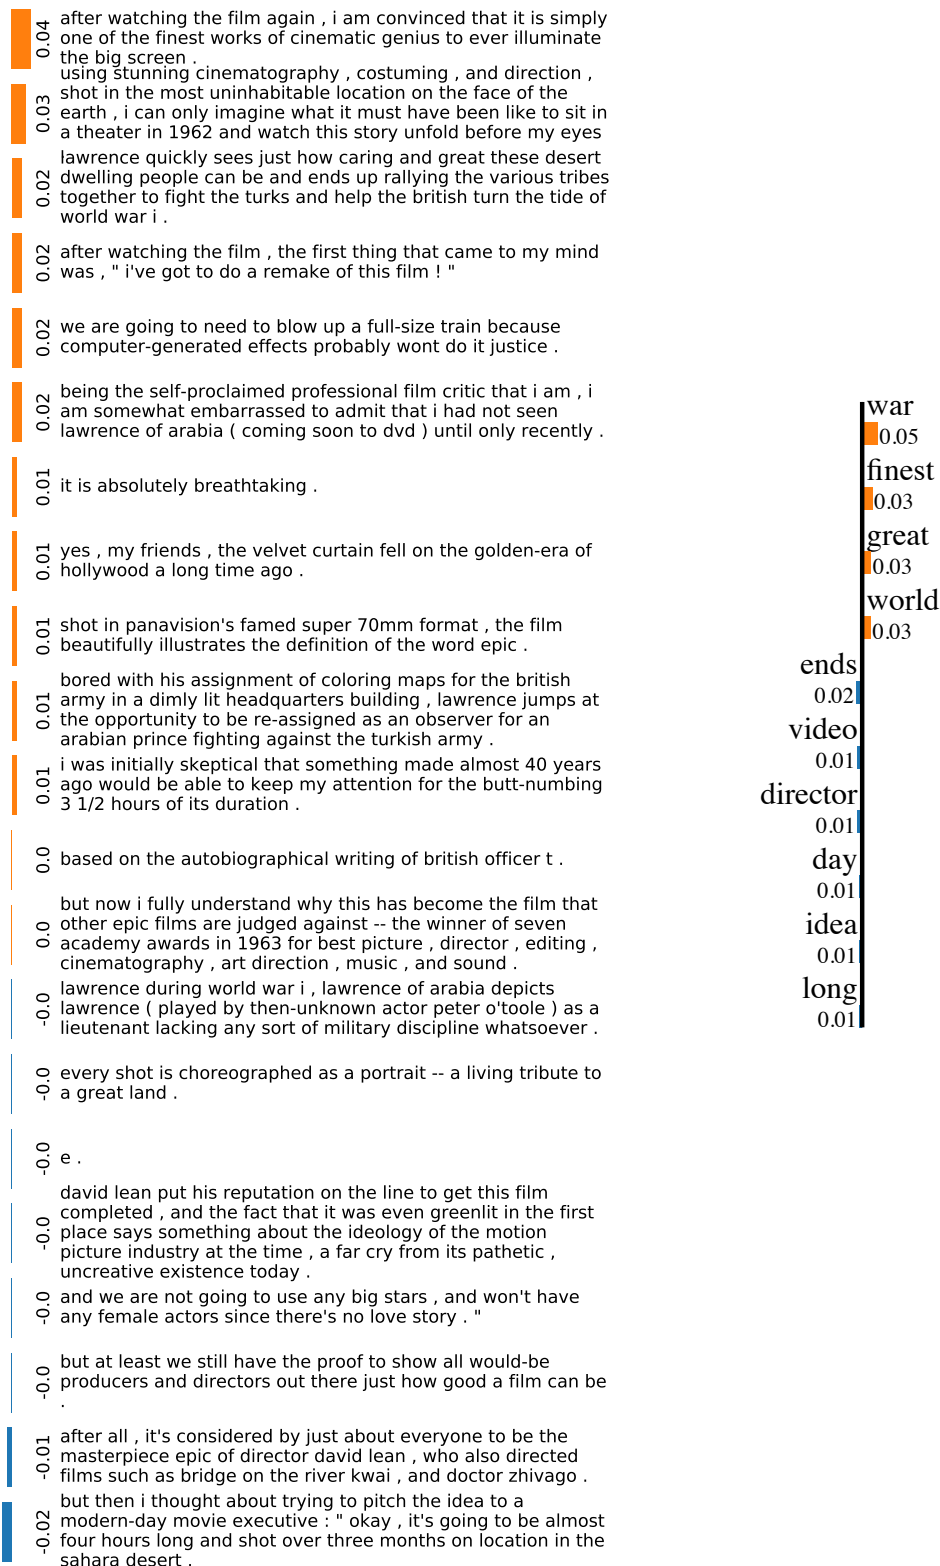 0.04
after watching the film again , i am convinced that it is simply
one of the finest works of cinematic genius to ever illuminate
the big screen .
0.03
using stunning cinematography , costuming , and direction ,
shot in the most uninhabitable location on the face of the
earth , i can only imagine what it must have been like to sit in
a theater in 1962 and watch this story unfold before my eyes
0.02
lawrence quickly sees just how caring and great these desert
dwelling people can be and ends up rallying the various tribes
together to fight the turks and help the british turn the tide of
world war i .
0.02
after watching the film , the first thing that came to my mind
was , " i've got to do a remake of this film ! "
0.02
we are going to need to blow up a full-size train because
computer-generated effects probably wont do it justice .
0.02
being the self-proclaimed professional film critic that i am , i
am somewhat embarrassed to admit that i had not seen
lawrence of arabia ( coming soon to dvd ) until only recently .
0.01
it is absolutely breathtaking .
0.01
yes , my friends , the velvet curtain fell on the golden-era of
hollywood a long time ago .
0.01
shot in panavision's famed super 70mm format , the film
beautifully illustrates the definition of the word epic .
0.01
bored with his assignment of coloring maps for the british
army in a dimly lit headquarters building , lawrence jumps at
the opportunity to be re-assigned as an observer for an
arabian prince fighting against the turkish army .
0.01
i was initially skeptical that something made almost 40 years
ago would be able to keep my attention for the butt-numbing
3 1/2 hours of its duration .
0.0
based on the autobiographical writing of british officer t .
0.0
but now i fully understand why this has become the film that
other epic films are judged against -- the winner of seven
academy awards in 1963 for best picture , director , editing ,
cinematography , art direction , music , and sound .
-0.0
lawrence during world war i , lawrence of arabia depicts
lawrence ( played by then-unknown actor peter o'toole ) as a
lieutenant lacking any sort of military discipline whatsoever .
-0.0
every shot is choreographed as a portrait -- a living tribute to
a great land .
-0.0
e .
-0.0
david lean put his reputation on the line to get this film
completed , and the fact that it was even greenlit in the first
place says something about the ideology of the motion
picture industry at the time , a far cry from its pathetic ,
uncreative existence today .
-0.0
and we are not going to use any big stars , and won't have
any female actors since there's no love story . "
-0.0
but at least we still have the proof to show all would-be
producers and directors out there just how good a film can be
.
-0.01
after all , it's considered by just about everyone to be the
masterpiece epic of director david lean , who also directed
films such as bridge on the river kwai , and doctor zhivago .
-0.02
but then i thought about trying to pitch the idea to a
modern-day movie executive : " okay , it's going to be almost
four hours long and shot over three months on location in the
sahara desert .
war
0.05
finest
0.03
great
0.03
world
0.03
ends
0.02
video
0.01
director
0.01
day
0.01
idea
0.01
long
0.01